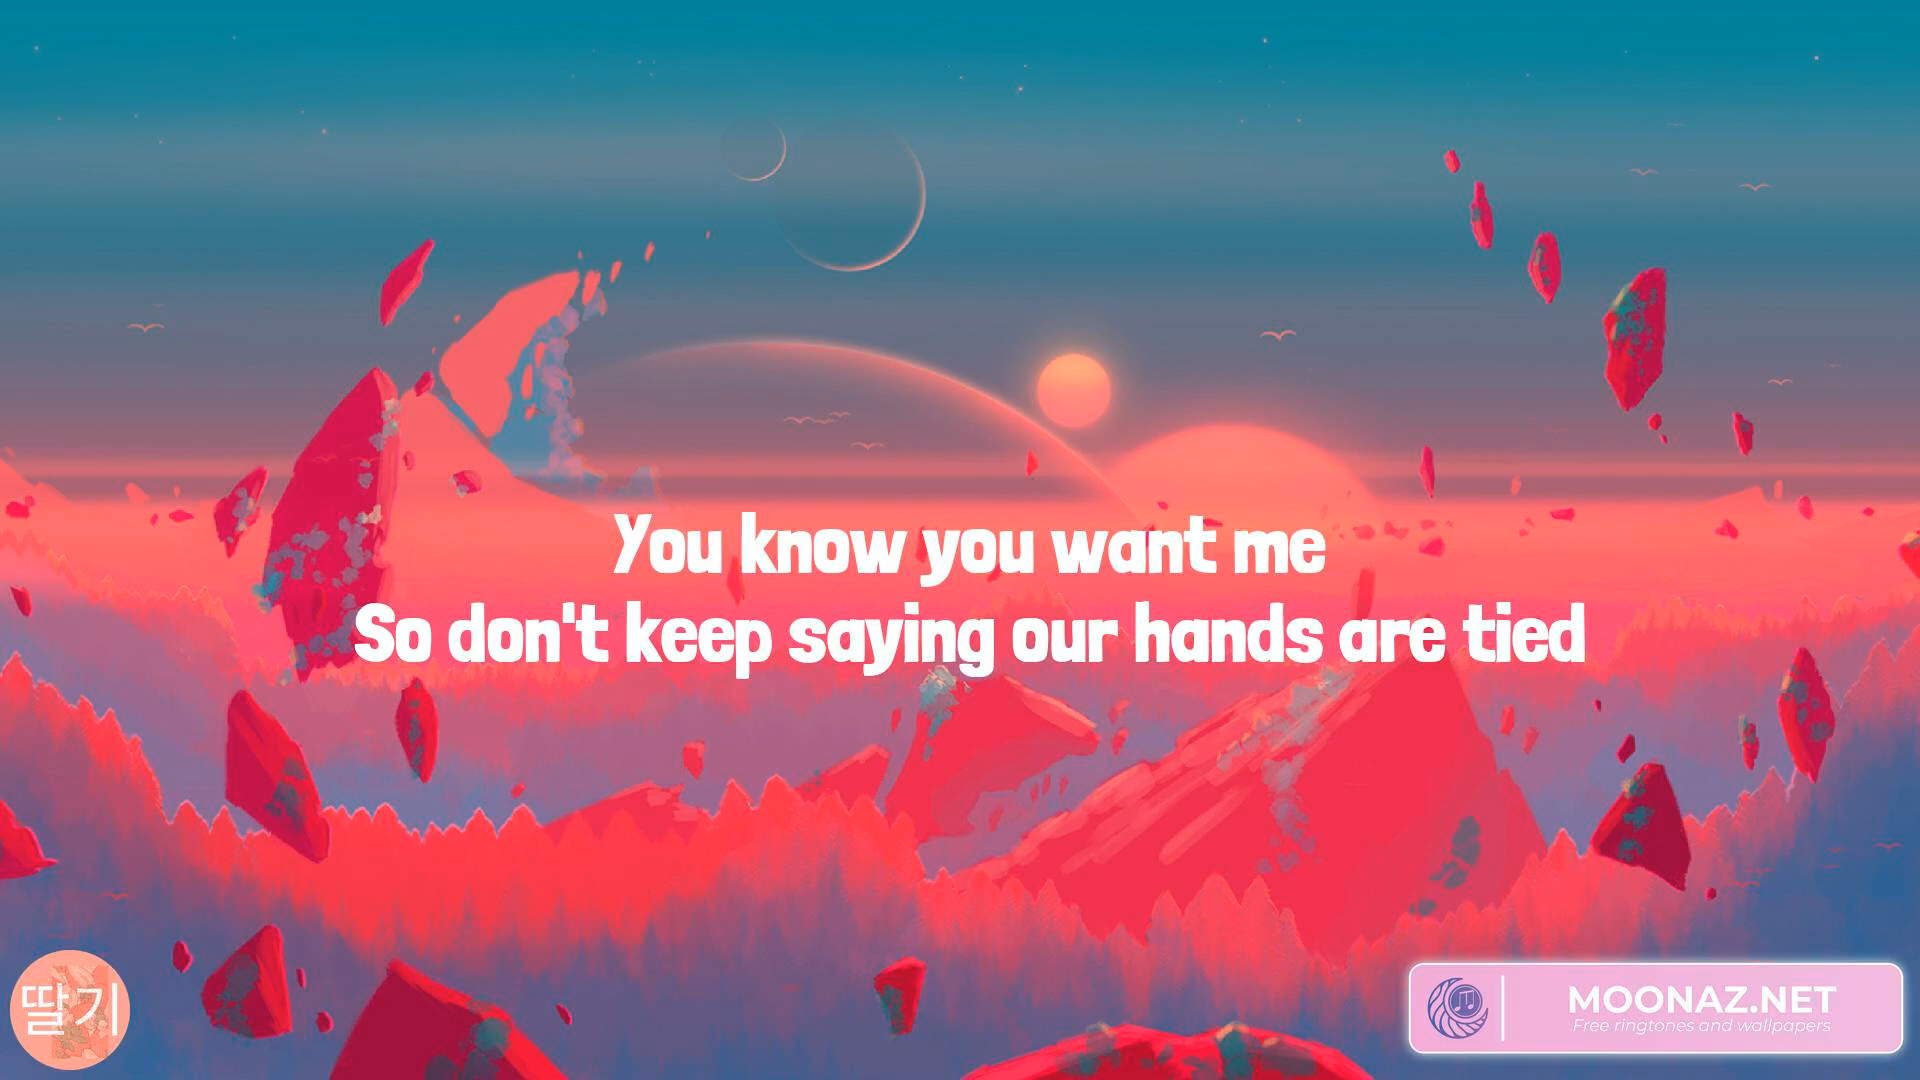 You know you want me
So don't keep saying our hands are tied
딸기
MOONAZ.NET
Free ringtones and wallpapers